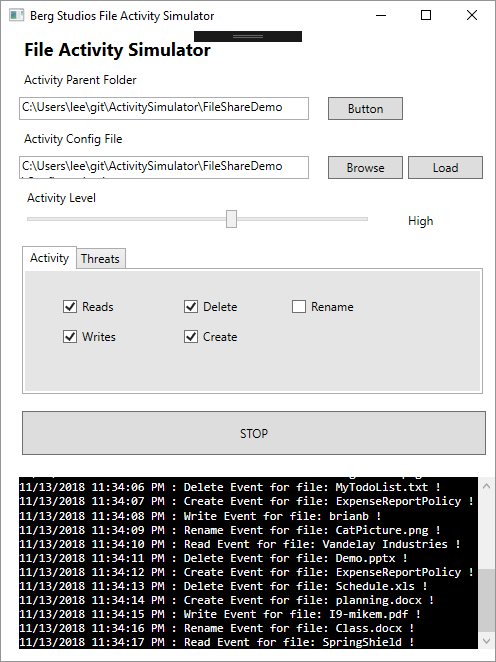 Berg Studios File Activity Simulator
File Activity Simulator
Activity Parent Folder
C:\Users\lee\git\ActivitySimulator\FileShareDemo
Button
Activity Config File
C:\Users\lee\git\ActivitySimulator\FileShareDemo
Browse
Load
Activity Level
High
Activity
Threats
Reads
Delete
Rename
Writes
Create
STOP
11/13/2018 11:34:06 PM : Delete Event for file: MyTodoList.txt !
11/13/2018 11:34:07 PM : Create Event for file: ExpenseReportPolicy !
11/13/2018 11:34:08 PM : Write Event for file: brianb !
11/13/2018 11:34:09 PM : Rename Event for file: CatPicture.png !
11/13/2018 11:34:10 PM : Read Event for file: Vandelay Industries !
11/13/2018 11:34:11 PM : Delete Event for file: Demo.pptx !
11/13/2018 11:34:12 PM : Create Event for file: ExpenseReportPolicy !
11/13/2018 11:34:13 PM : Delete Event for file: Schedule.xls !
11/13/2018 11:34:14 PM : Create Event for file: planning.docx !
11/13/2018 11:34:15 PM : Write Event for file: I9-mikem.pdf !
11/13/2018 11:34:16 PM : Rename Event for file: Class.docx !
11/13/2018 11:34:17 PM : Read Event for file: SpringShield !